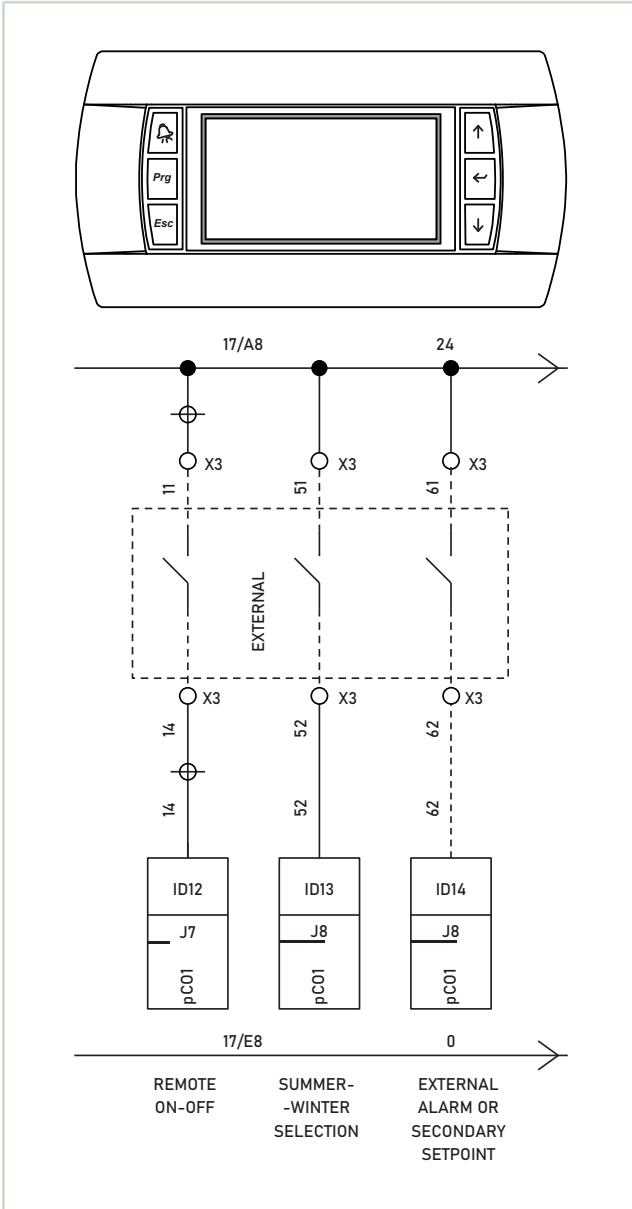 Prg
Esc
17/A8 24
X3 X3 X3
11 51 61
EXTERNAL
X3 X3 X3
14 52 62
14 52 62
ID12 ID13 ID14
J7 J8 J8
pCO1 pCO1 pCO1
17/E8 0
REMOTE
ON-OFF
SUMMER-
-WINTER
SELECTION
EXTERNAL
ALARM OR
SECONDARY
SETPOINT